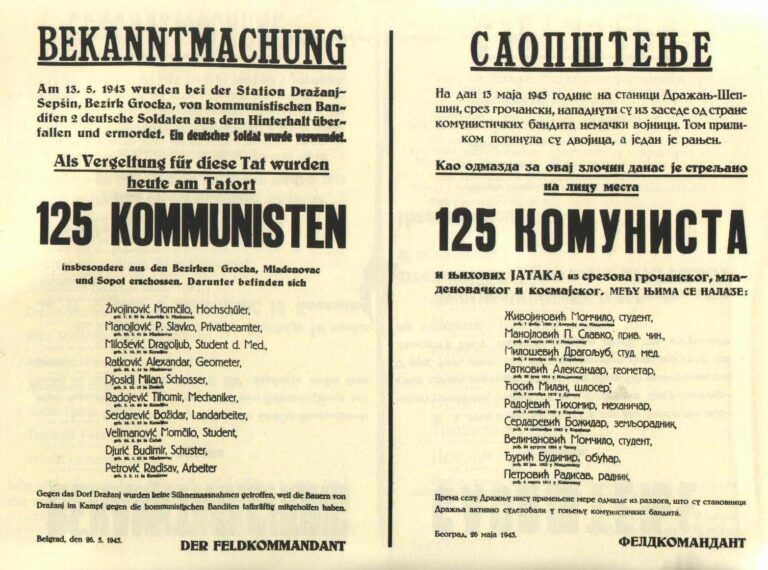 BEKANNTMACHUNG
Am 13. 5. 1943 wurden bei der Station Dražanj-
Sepšin, Bezirk Grocka, von kommunistischen Ban-
diten 2 deutsche Soldaten aus dem Hinterhalt über-
fallen und ermordet. Ein deutscher Soldat wurde verwundet.
Als Vergeltung für diese Tat wurden
heute am Tatort
125 KOMMUNISTEN
insbesondere aus den Bezirken Grocka, Mladenovac
und Sopot erschossen. Darunter befinden sich
Živojinović Momčilo, Hochschüler,
Manojlović P. Slavko, Privatbeamter,
Milošević Dragoljub, Student d. Med.,
Ratković Alexandar, Geometer,
Djosidj Milan, Schlosser,
Radojević Tihomir, Mechaniker,
Serdarević Božidar, Landarbeiter,
Velimanović Momčilo, Student,
Djurić Budimir, Schuster,
Petrović Radisav, Arbeiter
Gegen das Dorf Dražanj wurden keine Sühnemassnahmen getroffen, weil die Bauern von
Dražanj im Kampf gegen die kommunistischen Banditen tatkräftig mitgeholfen haben.
Belgrad, den 26. 5. 1943.
DER FELDKOMMANDANT
САОПШТЕЊЕ
На дан 13 маја 1943 године на станици Дражањ-Шеп-
шин, срез грочански, нападнути су из заседе од стране
комунистичких бандита немачки војници. Том прили-
ком погинула су двојица, а један је рањен.
Као одмазда за овај злочин данас је стрељано
на лицу места
125 КОМУНИСТА
и њихових ЈАТАКА из срезова грочанског, мла-
деновачког и космајског, МЕЂУ ЊИМА СЕ НАЛАЗЕ:
Живојиновић Момчило, студент,
Манојловић П. Славко, прив. чин.,
Милошевић Драгољуб, студ. мед.
Ратковић Александар, геометар,
Ћосић Милан, шлосер,
Радојевић Тихомир, механичар,
Сердаревић Божидар, земљорадник,
Велимановић Момчило, студент,
Ђурић Будимир, обућар,
Петровић Радисав, радник,
Према селу Дражњу нису примењене мере одмазде из разлога, што су становници
Дражња активно суделовали у гоњењу комунистичких бандита.
Београд, 26 маја 1943.
ФЕЛДКОМАНДАНТ